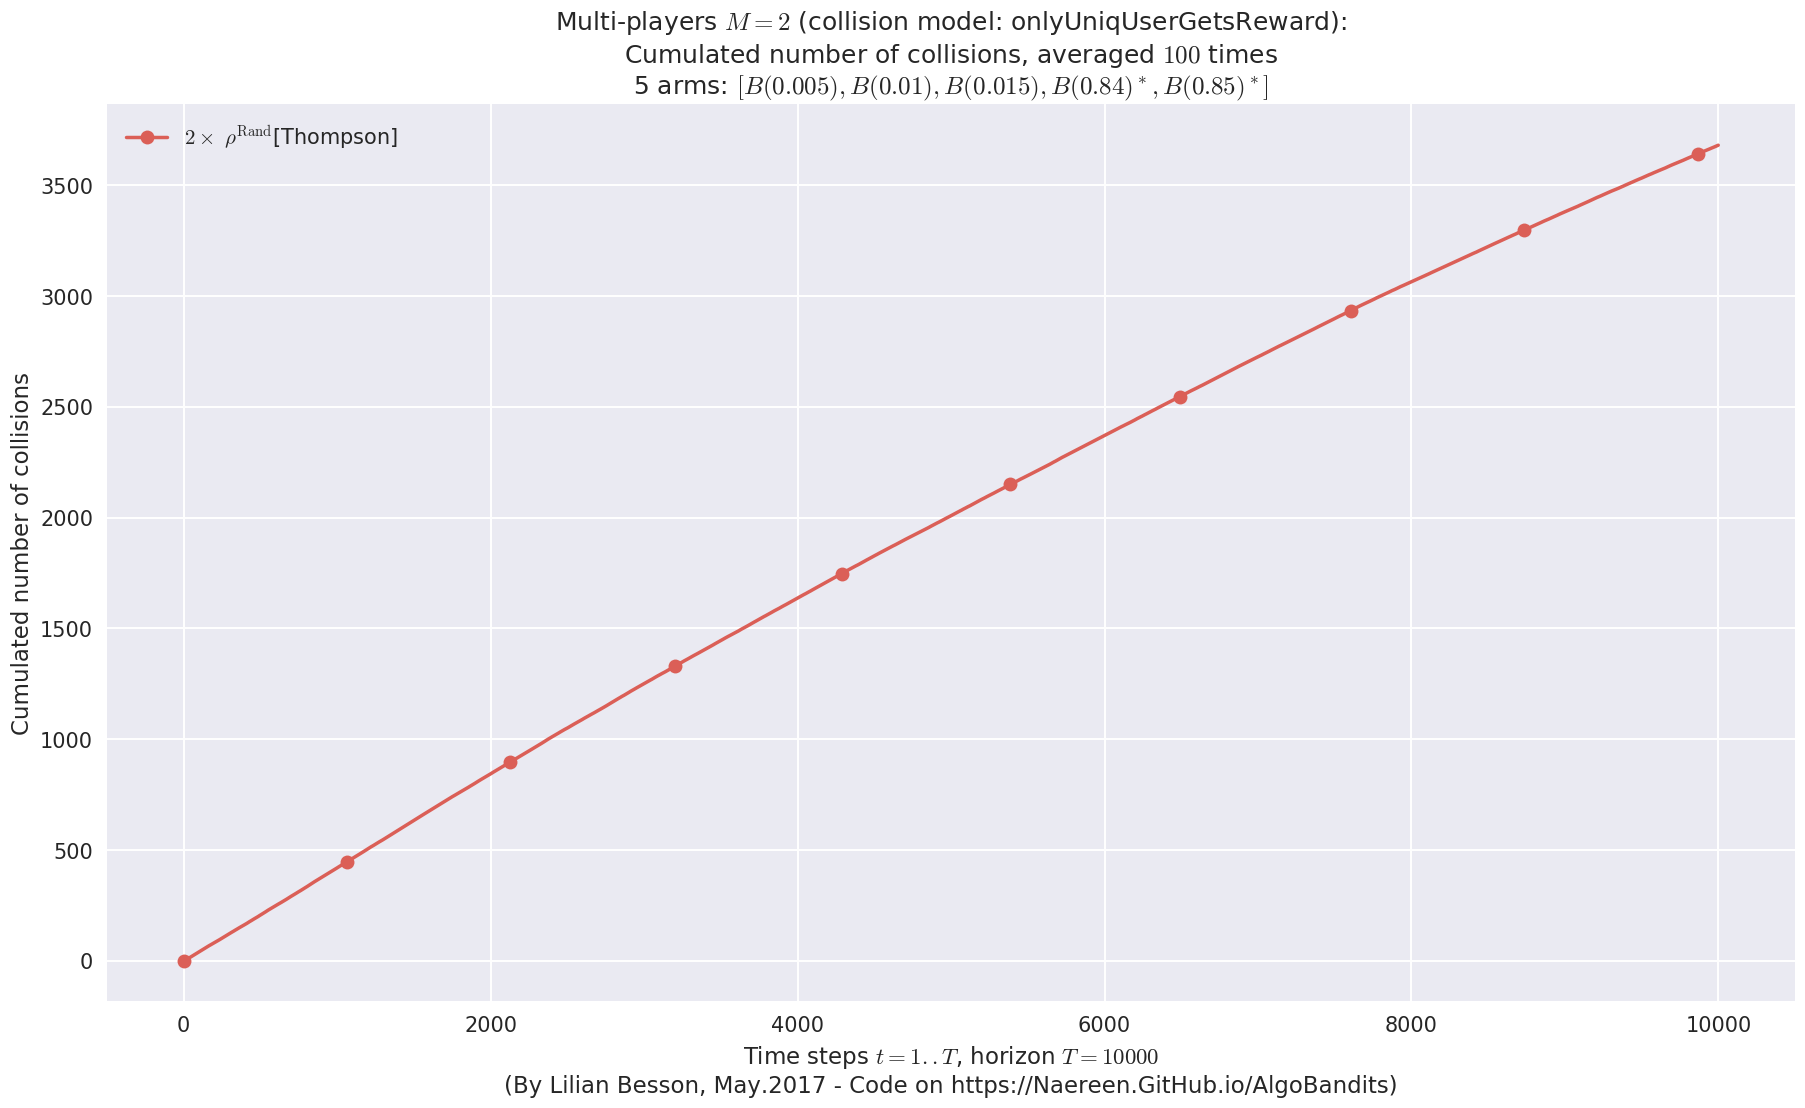 Multi-players M = 2 (collision model: onlyUniqUserGetsReward):
Cumulated number of collisions, averaged 100 times
5 arms: [B(0.005), B(0.01), B(0.015), B(0.84)*, B(0.85)*]
2 × ρ^Rand[Thompson]
Cumulated number of collisions
3500
3000
2500
2000
1500
1000
500
0
0 2000 4000 6000 8000 10000
Time steps t = 1..T, horizon T = 10000
(By Lilian Besson, May.2017 - Code on https://Naereen.GitHub.io/AlgoBandits)